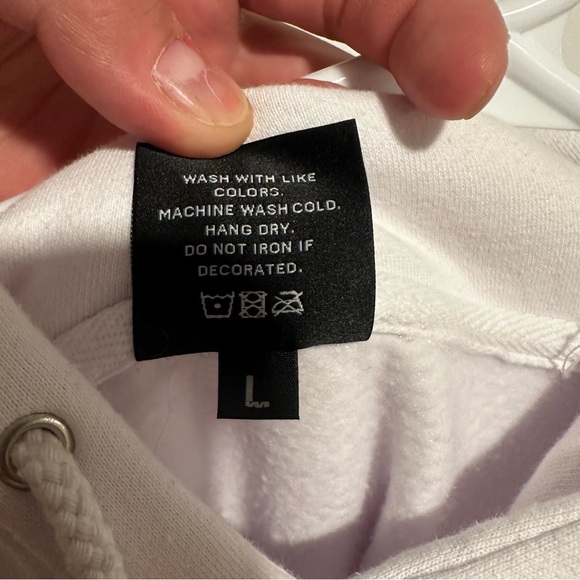 WASH WITH LIKE
COLORS.
MACHINE WASH COLD.
HANG DRY.
DO NOT IRON IF
DECORATED.
L